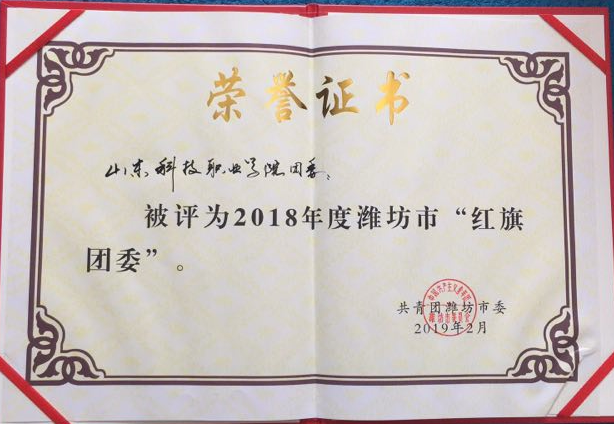 荣誉证书
山东科技职业学院团委：
被评为2018年度潍坊市“红旗
团委”。
共青团潍坊市委
2019年2月